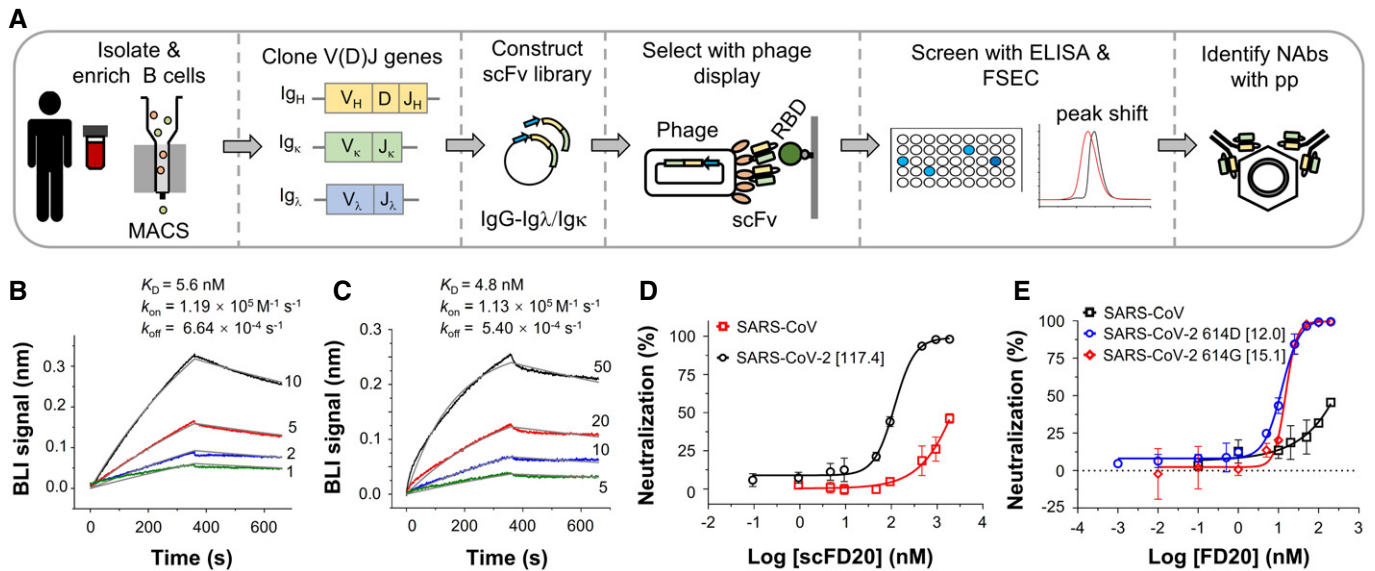 A
Isolate &
enrich B cells
MACS
Clone V(D)J genes
IgH VH D JH
Igκ Vκ Jκ
Igλ Vλ Jλ
Construct
scFv library
IgG-Igλ/Igκ
Select with phage
display
Phage
RBD
scFv
Screen with ELISA &
FSEC
peak shift
Identify NAbs
with pp
B
KD = 5.6 nM
kon = 1.19 × 10⁵ M⁻¹ s⁻¹
koff = 6.64 × 10⁻⁴ s⁻¹
BLI signal (nm)
0.3
0.2
0.1
0.0
10
5
2
1
0 200 400 600
Time (s)
C
KD = 4.8 nM
kon = 1.13 × 10⁵ M⁻¹ s⁻¹
koff = 5.40 × 10⁻⁴ s⁻¹
BLI signal (nm)
0.3
0.2
0.1
0.0
50
20
10
5
0 200 400 600
Time (s)
D
SARS-CoV
SARS-CoV-2 [117.4]
Neutralization (%)
100
75
50
25
0
-2 -1 0 1 2 3 4
Log [scFD20] (nM)
E
SARS-CoV
SARS-CoV-2 614D [12.0]
SARS-CoV-2 614G [15.1]
Neutralization (%)
100
75
50
25
0
-25
-4 -3 -2 -1 0 1 2 3
Log [FD20] (nM)